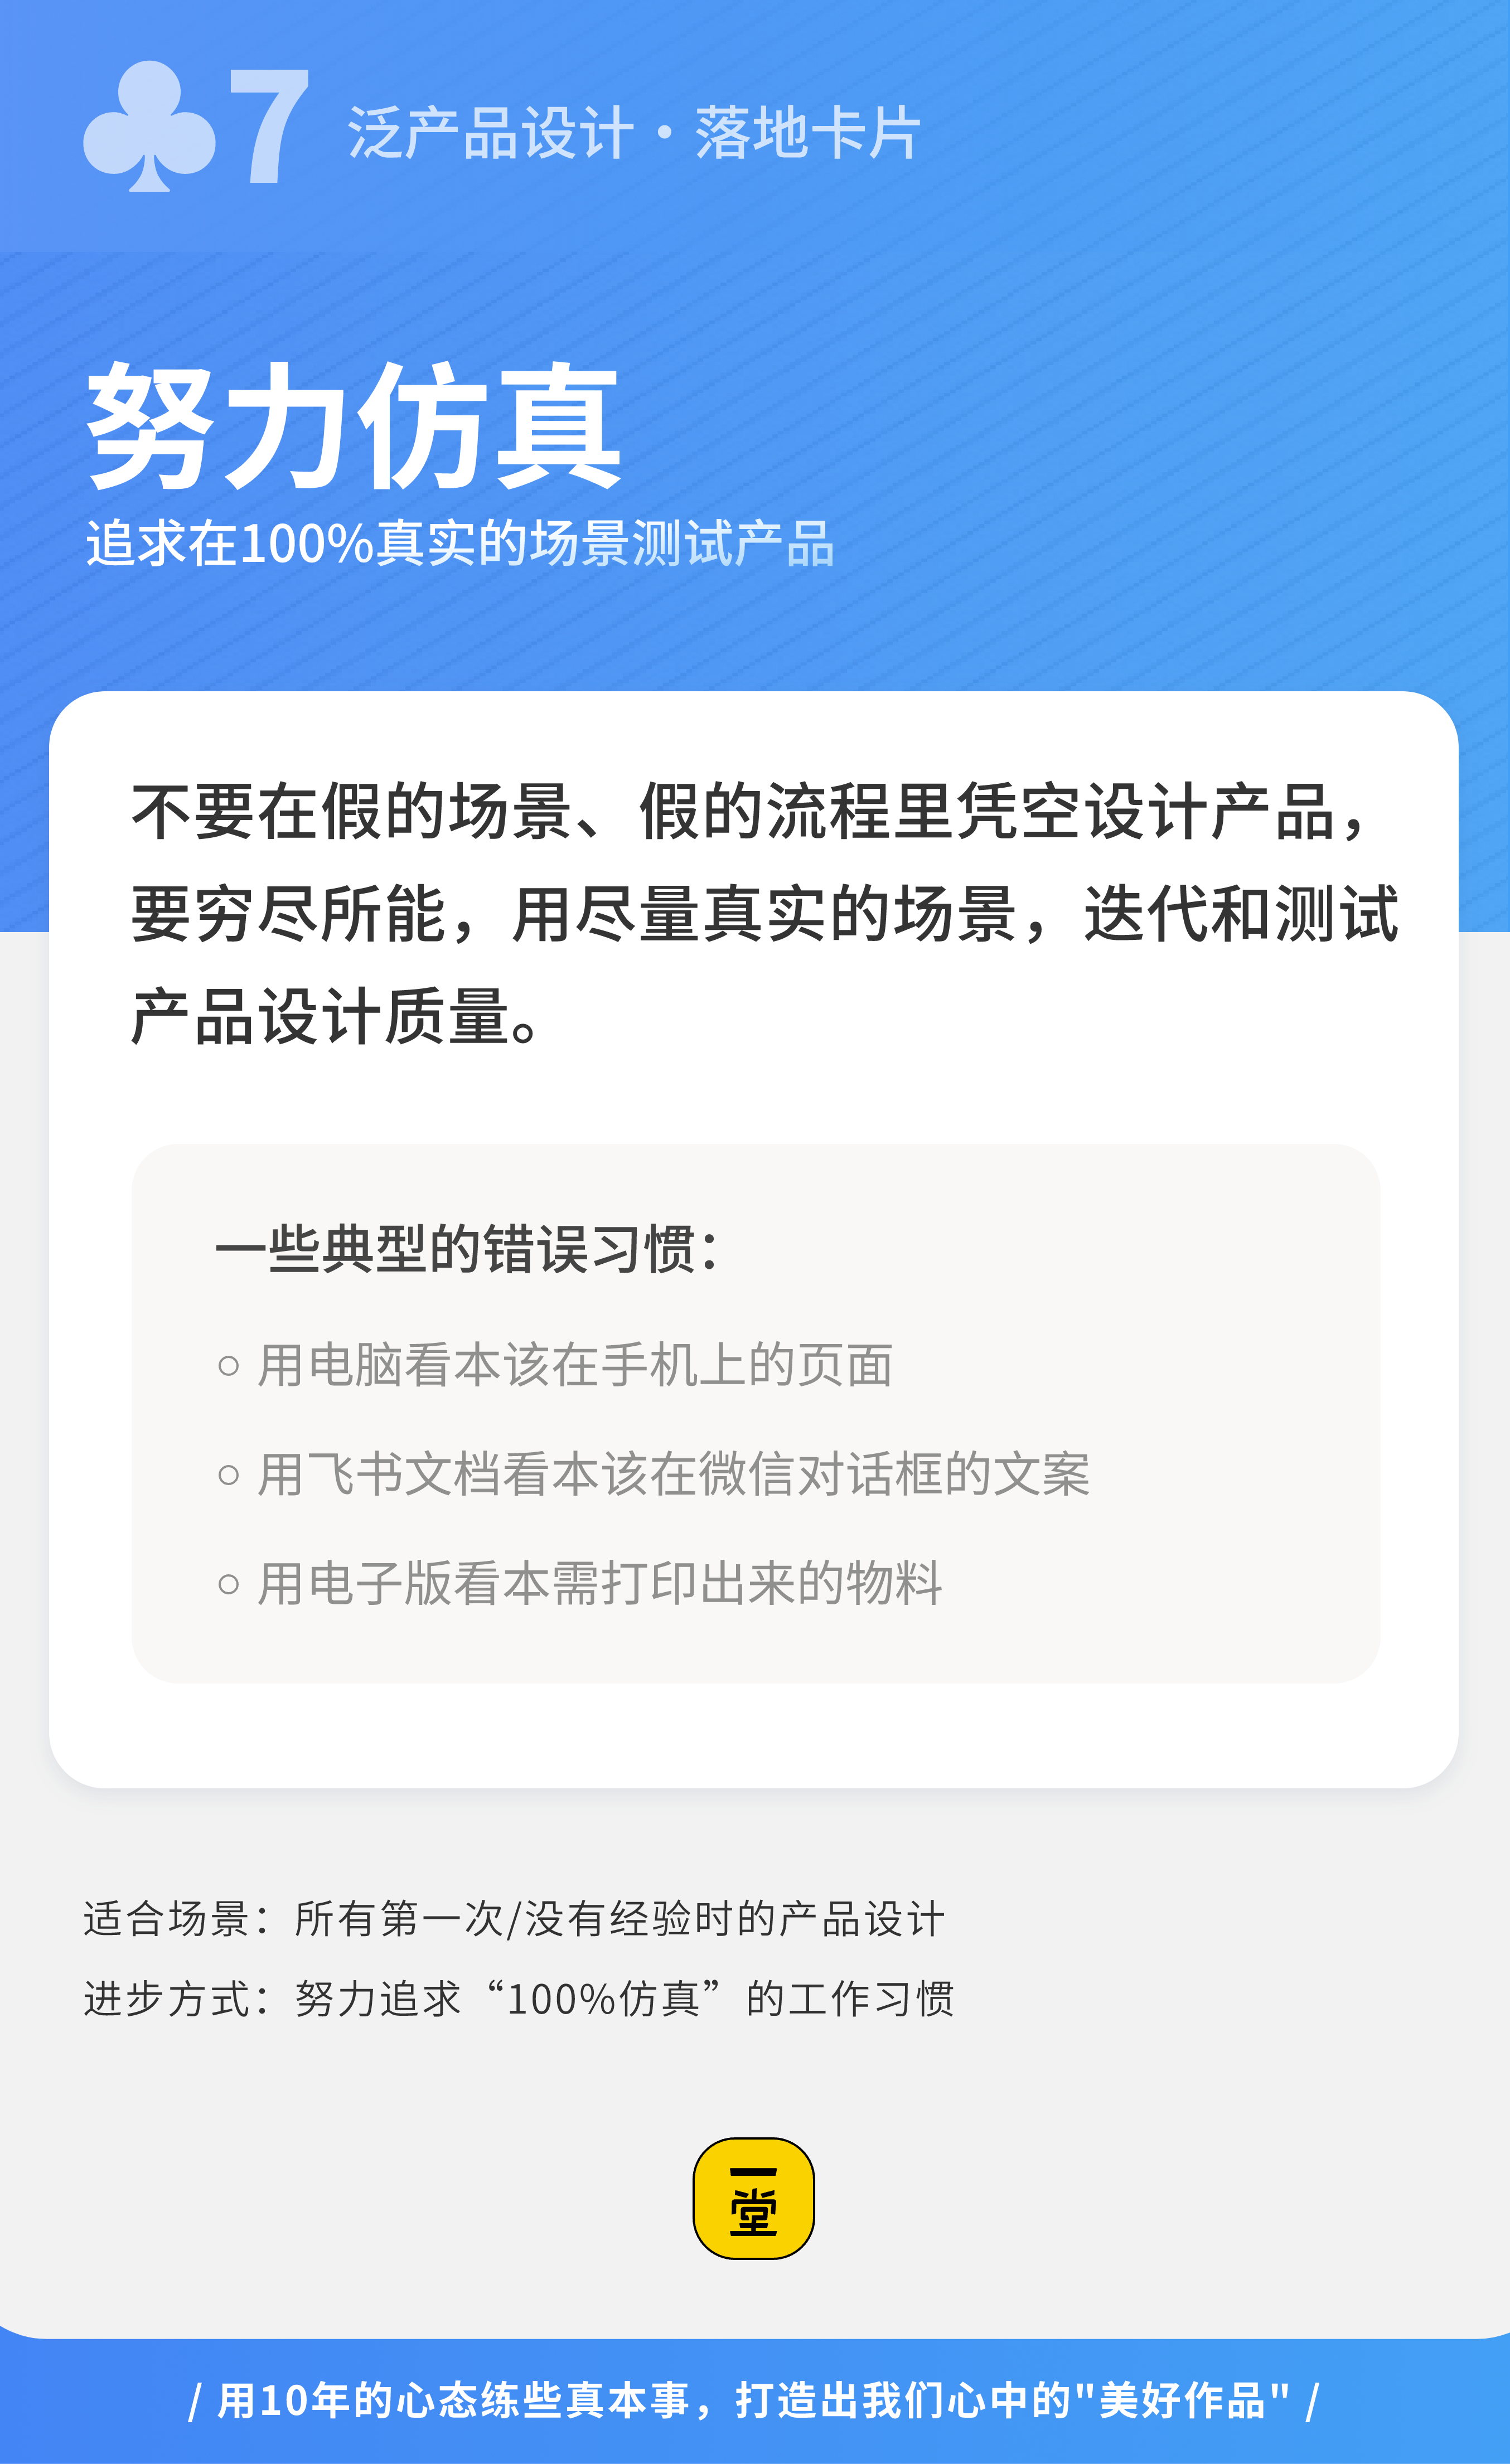 ♣7 泛产品设计·落地卡片
努力仿真
追求在100%真实的场景测试产品
不要在假的场景、假的流程里凭空设计产品，
要穷尽所能，用尽量真实的场景，迭代和测试
产品设计质量。
一些典型的错误习惯：
○ 用电脑看本该在手机上的页面
○ 用飞书文档看本该在微信对话框的文案
○ 用电子版看本需打印出来的物料
适合场景：所有第一次/没有经验时的产品设计
进步方式：努力追求“100%仿真”的工作习惯
一
堂
/ 用10年的心态练些真本事，打造出我们心中的"美好作品" /